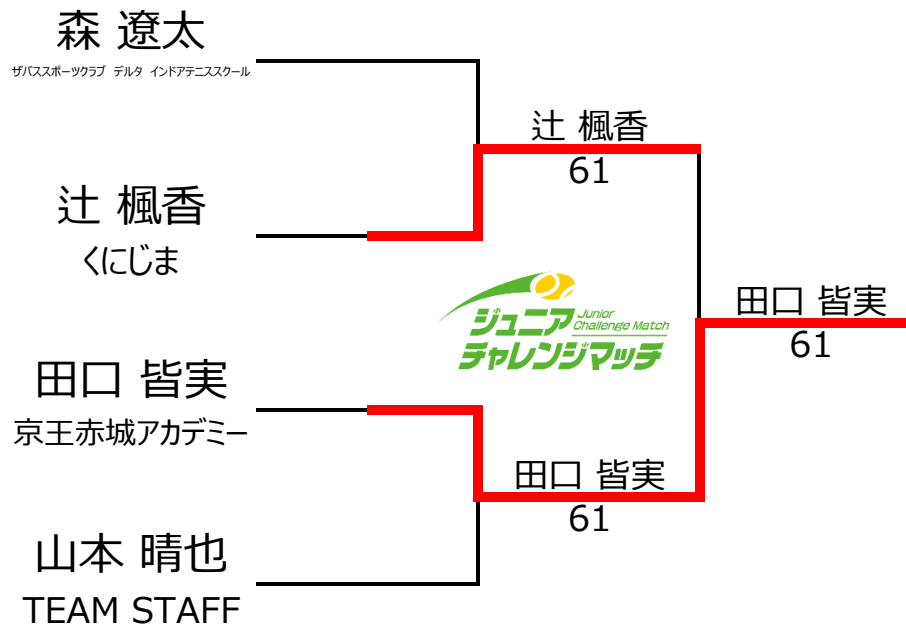 森 遼太
ザバススポーツクラブ デルタ インドアテニススクール
辻 楓香
61
辻 楓香
くにじま
ジュニア Junior
Challenge Match
チャレンジマッチ
田口 皆実
61
田口 皆実
京王赤城アカデミー
田口 皆実
61
山本 晴也
TEAM STAFF